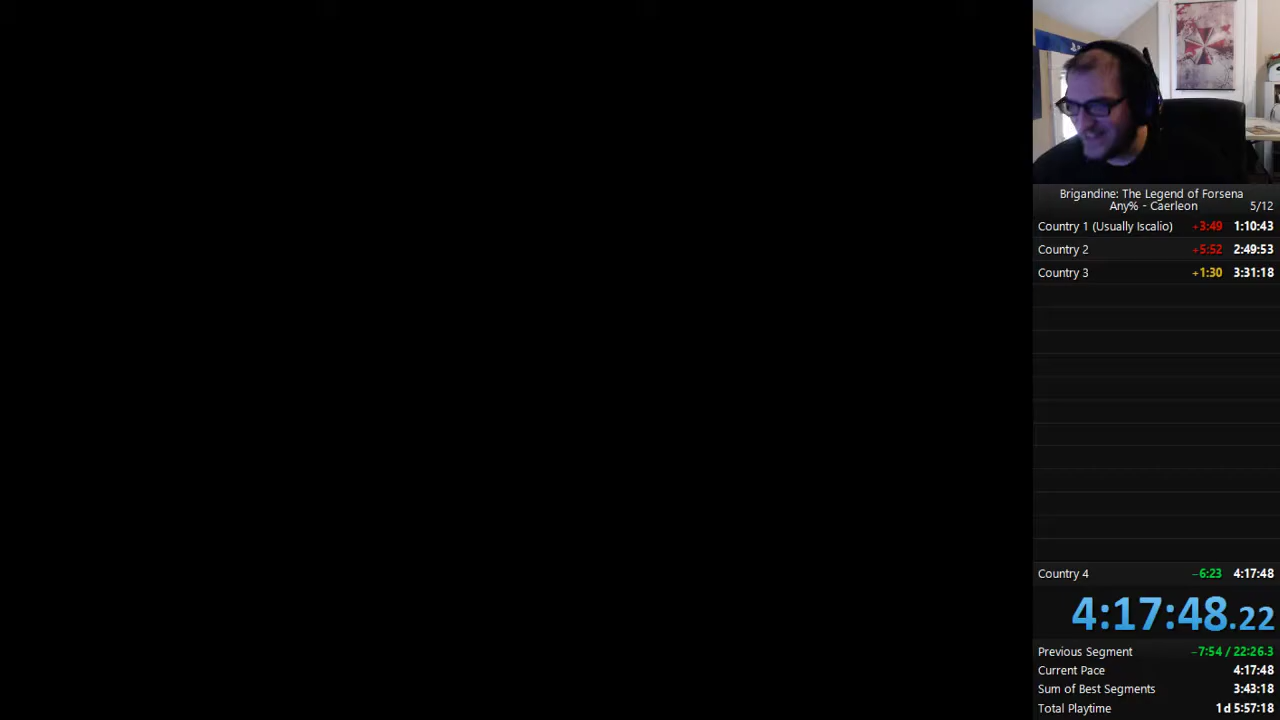 Brigandine: The Legend of Forsena
Any% - Caerleon 5/12
Country 1 (Usually Iscalio) +3:49 1:10:43
Country 2 +5:52 2:49:53
Country 3 +1:30 3:31:18
Country 4 −6:23 4:17:48
4:17:48.22
Previous Segment −7:54 / 22:26.3
Current Pace 4:17:48
Sum of Best Segments 3:43:18
Total Playtime 1 d 5:57:18